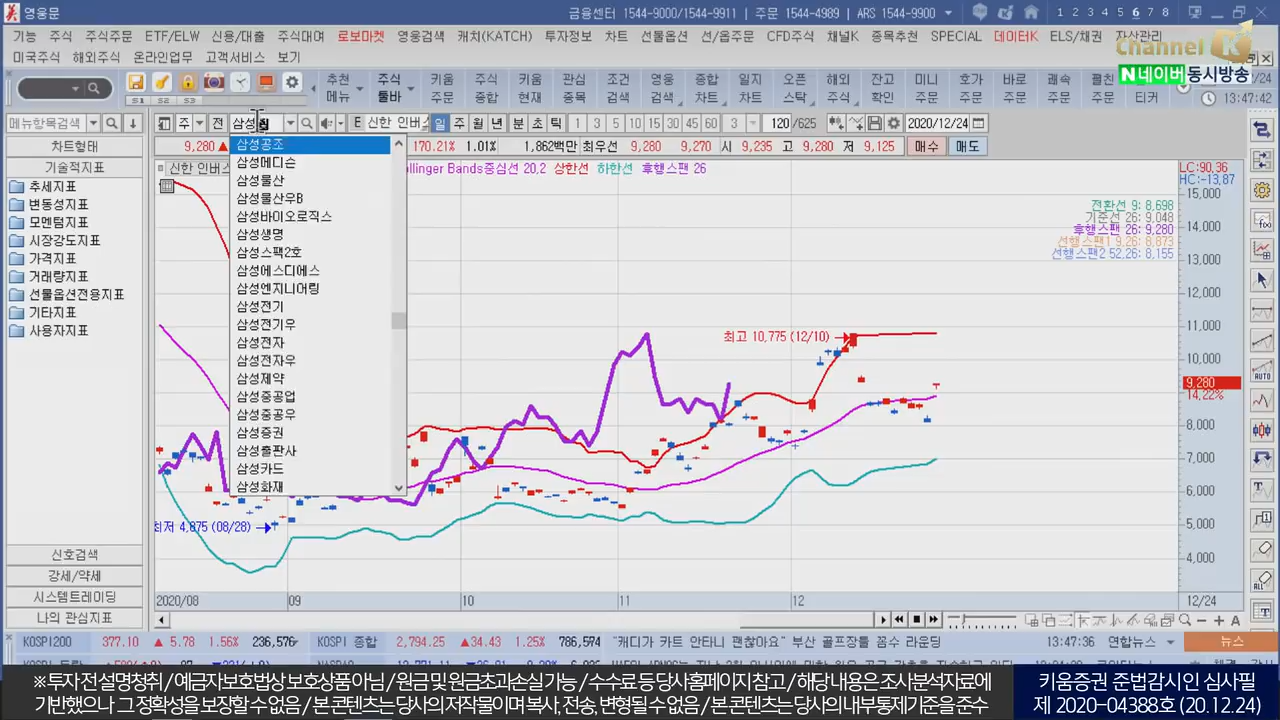 영웅문
금융센터 1544-9000/1544-9911 | 주문 1544-4989 | ARS 1544-9900
1 2 3 4 5 6 7 8
기능 주식 주식주문 ETF/ELW 신용/대출 주식대여 로보마켓 영웅검색 캐치(KATCH) 투자정보 차트 선물옵션 선/옵주문 CFD주식 채널K 종목추천 SPECIAL 데이터K ELS/채권 자산관리
미국주식 해외주식 온라인업무 고객서비스 보기
Channel K
N 네이버 동시방송
S1 S2 S3
추천 메뉴
주식 툴바
키움 주문
주식 종합
키움 현재
관심 종목
조건 검색
영웅 검색
종합 차트
일지 차트
오픈 스탁
해외 주식
잔고 확인
미니 주문
호가 주문
바로 주문
쾌속 주문
티커
13:47:42
메뉴항목검색
주 전 삼성
E 신한 인버스
일 주 월 년 분 초 틱 1 3 5 10 15 30 45 60 3
120 /625
2020/12/24
9,280 ▲
170.21% 1.01% 1,862백만 최우선 9,280 9,270 시 9,235 고 9,280 저 9,125 매수 매도
차트형태
기술적지표
추세지표
변동성지표
모멘텀지표
시장강도지표
가격지표
거래량지표
선물옵션전용지표
기타지표
사용자지표
신호검색
강세/약세
시스템트레이딩
나의 관심지표
삼성공조
삼성메디슨
삼성물산
삼성물산우B
삼성바이오로직스
삼성생명
삼성스팩2호
삼성에스디에스
삼성엔지니어링
삼성전기
삼성전기우
삼성전자
삼성전자우
삼성제약
삼성중공업
삼성중공우
삼성증권
삼성출판사
삼성카드
삼성화재
신한 인버스
ollinger Bands중심선 20,2 상한선 하한선 후행스팬 26
LC:90,36
HC:-13,87
전환선 9: 8,698
기준선 26: 9,048
후행스팬 26: 9,280
선행스팬1 9,26: 8,873
선행스팬2 52,26: 8,155
15,000
14,000
13,000
12,000
11,000
10,000
9,280
14,22%
8,000
7,000
6,000
5,000
4,000
최고 10,775 (12/10)
최저 4,875 (08/28)
2020/08 09 10 11 12 12/24
AUTO
KOSPI200 377.10 ▲ 5.78 1.56% 236,576 KOSPI 종합 2,794.25 ▲34.43 1.25% 786,574 "캐디가 카트 안타니 괜찮아요" 부산 골프장들 꼼수 라운딩 13:47:36 연합뉴스 뉴스
※ 투자 전 설명청취 / 예금자보호법상 보호상품 아님 / 원금 및 원금초과손실 가능 / 수수료 등 당사홈페이지 참고 / 해당 내용은 조사분석자료에
기반했으나 그 정확성을 보장할 수 없음 / 본 콘텐츠는 당사의 저작물이며 복사, 전송, 변형될 수 없음 / 본 콘텐츠는 당사의 내부통제기준을 준수
키움증권 준법감시인 심사필
제 2020-04388호 (20.12.24)